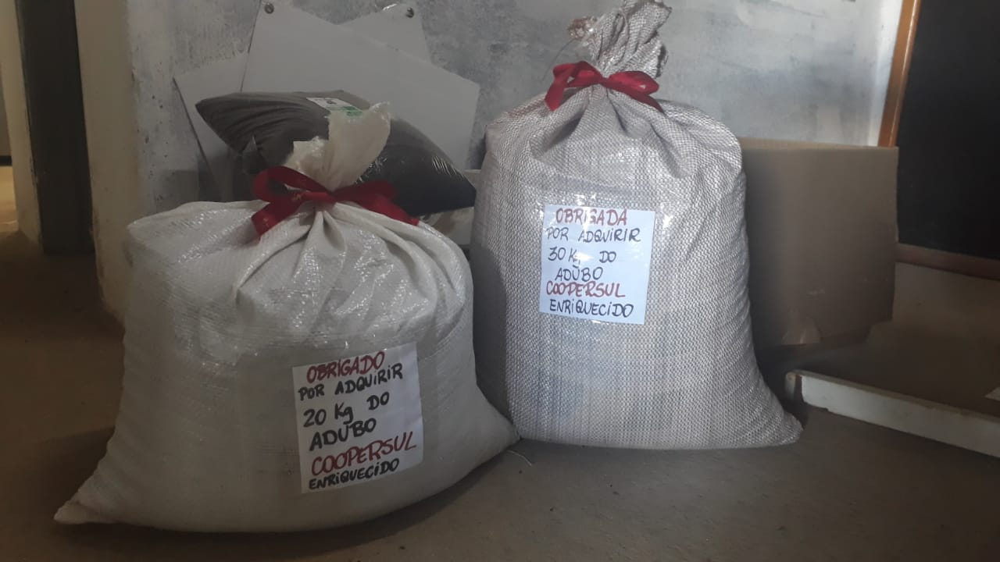 OBRIGADO
POR ADQUIRIR
20 Kg DO
ADUBO
COOPERSUL
ENRIQUECIDO
OBRIGADA
POR ADQUIRIR
30 Kg DO
ADUBO
COOPERSUL
ENRIQUECIDO